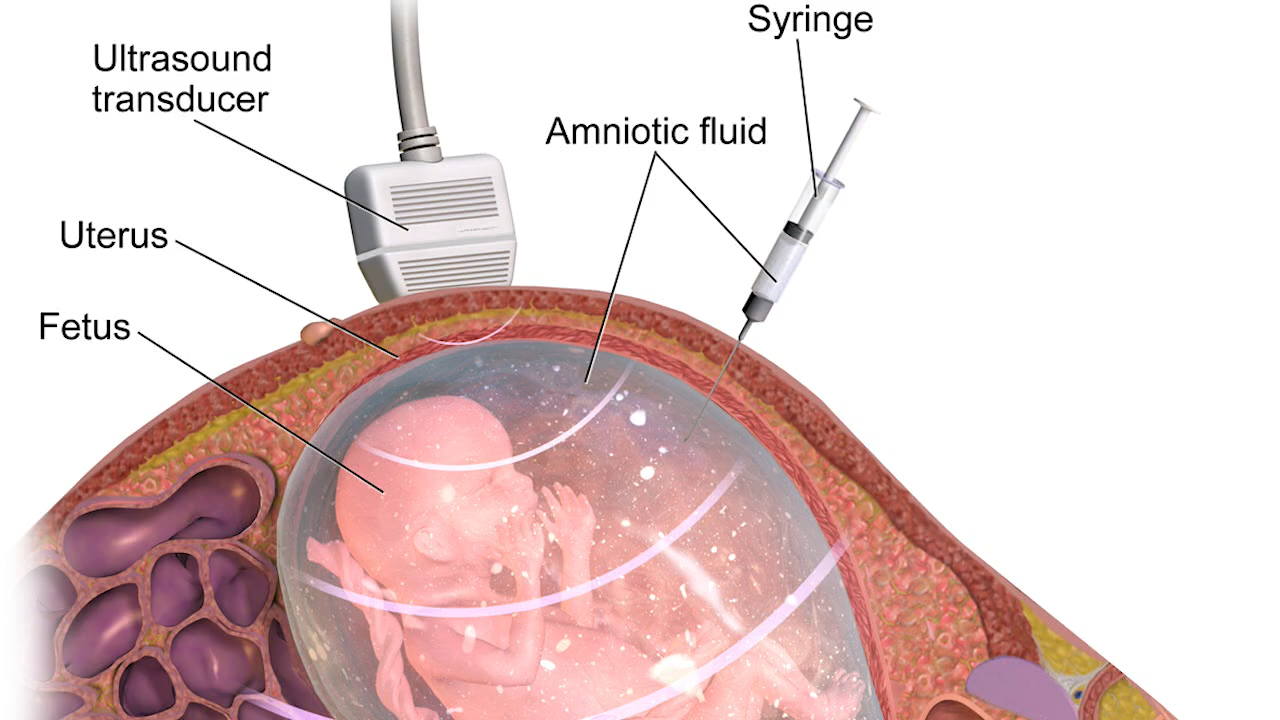 Syringe
Ultrasound
transducer
Amniotic fluid
Uterus
Fetus